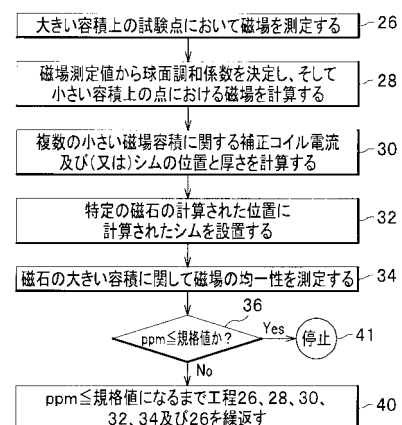 大きい容積上の試験点において磁場を測定する
26
磁場測定値から球面調和係数を決定し、そして
小さい容積上の点における磁場を計算する
28
複数の小さい磁場容積に関する補正コイル電流
及び(又は)シムの位置と厚さを計算する
30
特定の磁石の計算された位置に
計算されたシムを設置する
32
磁石の大きい容積に関して磁場の均一性を測定する
34
36
ppm≦規格値か?
Yes
停止
41
No
ppm≦規格値になるまで工程26、28、30、
32、34及び26を繰返す
40